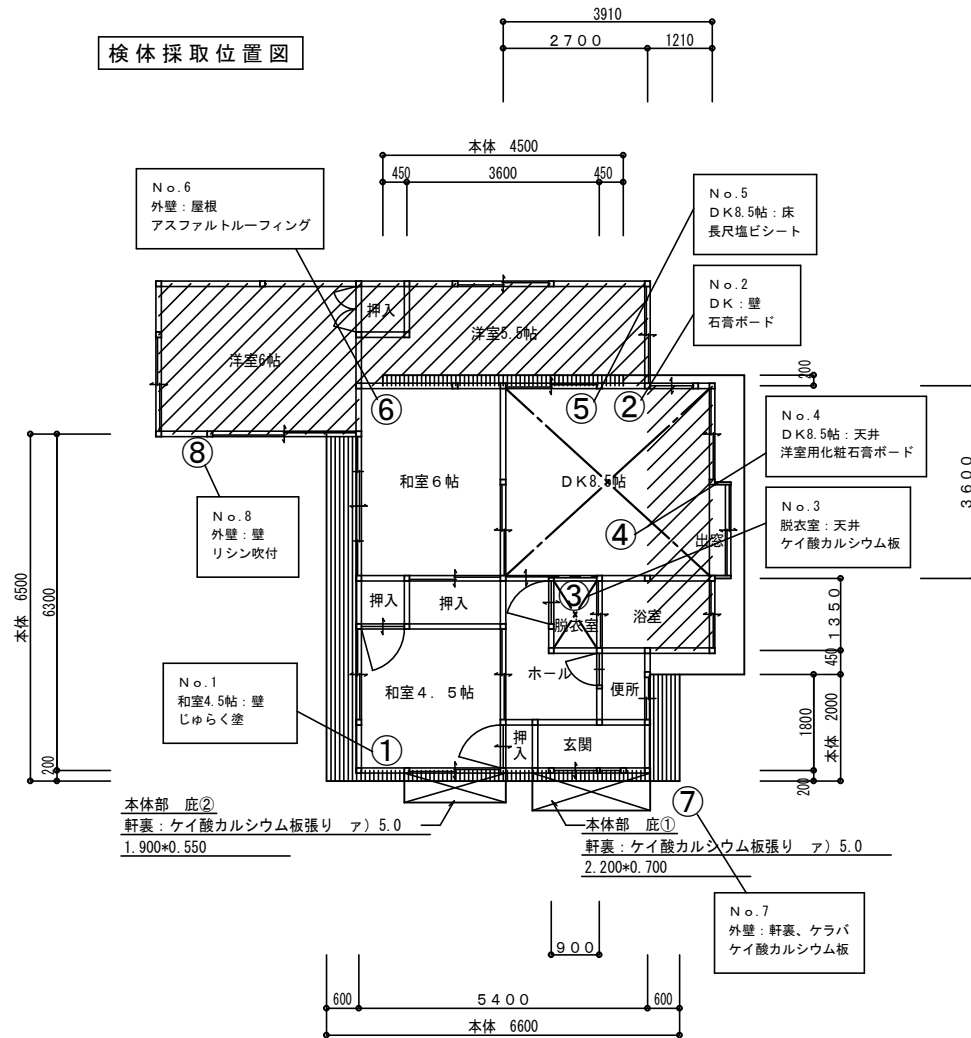 検体採取位置図
3910
2700
1210
本体 4500
450
3600
450
No.6
外壁:屋根
アスファルトルーフィング
No.5
DK8.5帖:床
長尺塩ビシート
No.2
DK:壁
石膏ボード
押入
洋室5.5帖
洋室6帖
200
⑥
⑤
②
No.4
DK8.5帖:天井
洋室用化粧石膏ボード
3600
⑧
和室6帖
DK8.5帖
No.3
脱衣室:天井
ケイ酸カルシウム板
④
出窓
No.8
外壁:壁
リシン吹付
本体 6500
6300
200
押入
押入
③
脱衣室
浴室
1350
450
No.1
和室4.5帖:壁
じゅらく塗
和室4.5帖
ホール
便所
1800
本体 2000
200
①
押入
玄関
⑦
本体部 庇②
軒裏:ケイ酸カルシウム板張り ァ)5.0
1.900*0.550
本体部 庇①
軒裏:ケイ酸カルシウム板張り ァ)5.0
2.200*0.700
No.7
外壁:軒裏、ケラバ
ケイ酸カルシウム板
900
600
5400
600
本体 6600